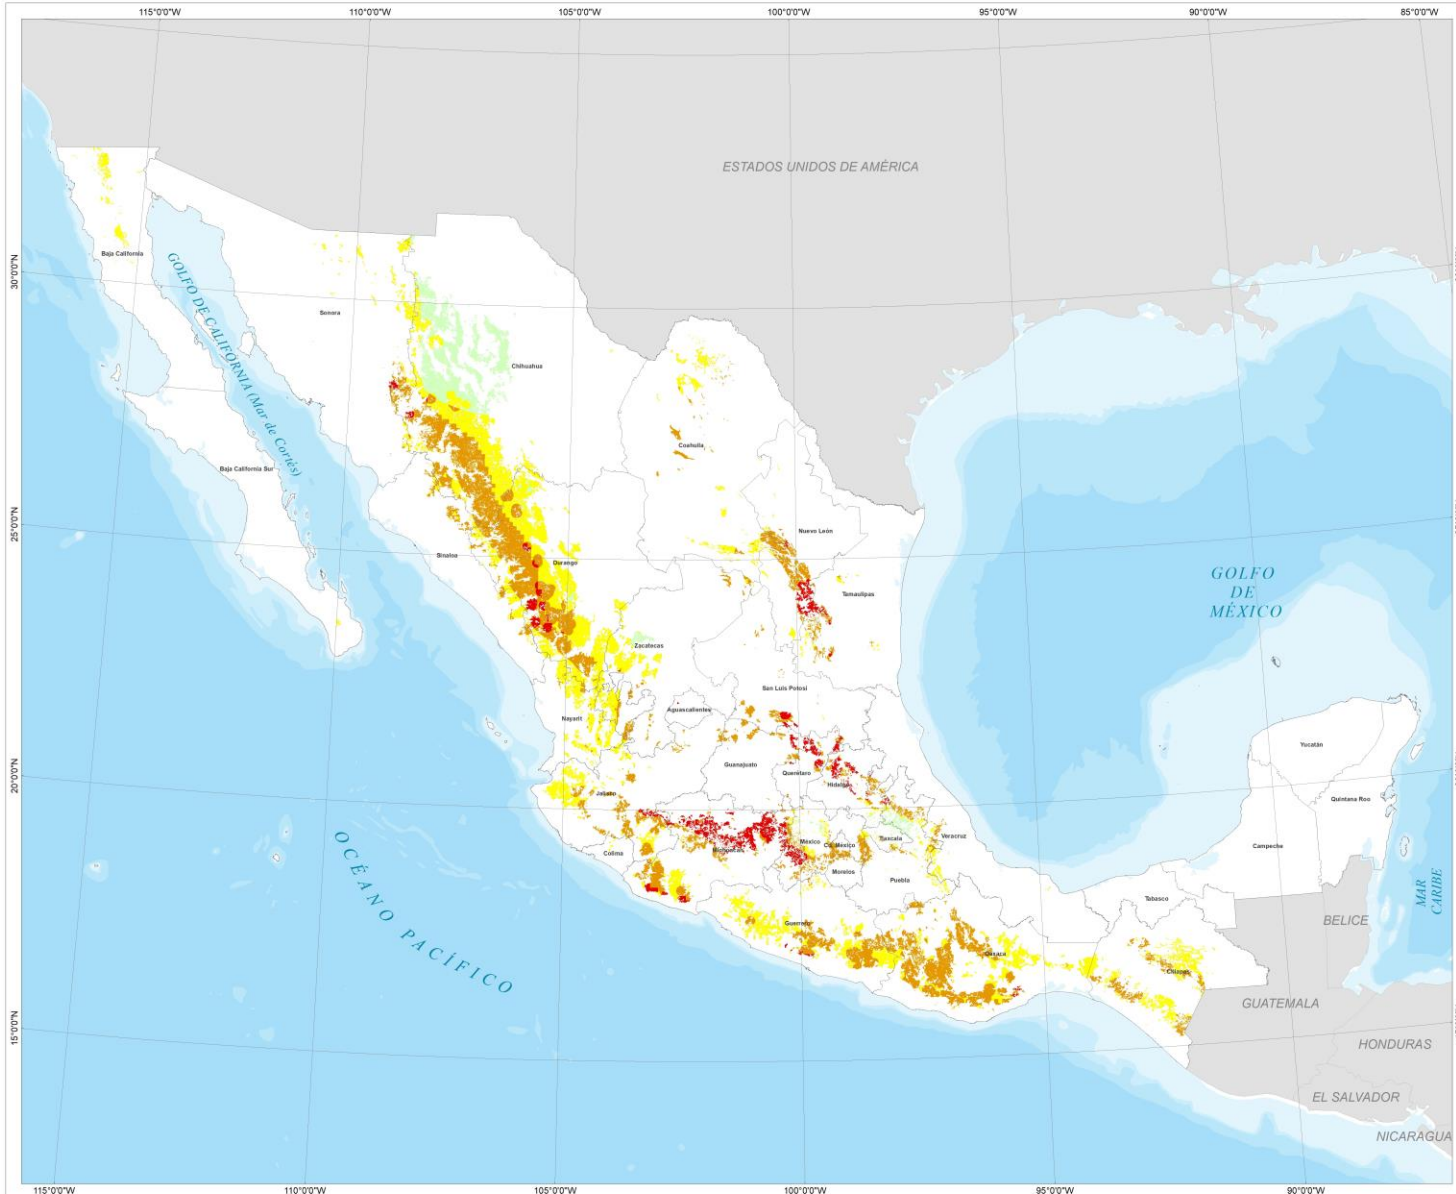 115°0'0"W 110°0'0"W 105°0'0"W 100°0'0"W 95°0'0"W 90°0'0"W 85°0'0"W
ESTADOS UNIDOS DE AMÉRICA
Baja California
30°0'0"N
GOLFO DE CALIFORNIA (Mar de Cortés)
Sonora
Chihuahua
Coahuila
Baja California Sur
25°0'0"N
Nuevo León
Sinaloa
Durango
Tamaulipas
GOLFO
DE
MÉXICO
Zacatecas
San Luis Potosí
Aguascalientes
Nayarit
Yucatán
20°0'0"N
Guanajuato
Querétaro
Hidalgo
Jalisco
Quintana Roo
México
Cd. México
Tlaxcala
Veracruz
Colima
Michoacán
Morelos
Puebla
Campeche
OCÉANO PACÍFICO
Tabasco
MAR
CARIBE
BELICE
Guerrero
Oaxaca
Chiapas
GUATEMALA
15°0'0"N
HONDURAS
EL SALVADOR
NICARAGUA
115°0'0"W 110°0'0"W 105°0'0"W 100°0'0"W 95°0'0"W 90°0'0"W